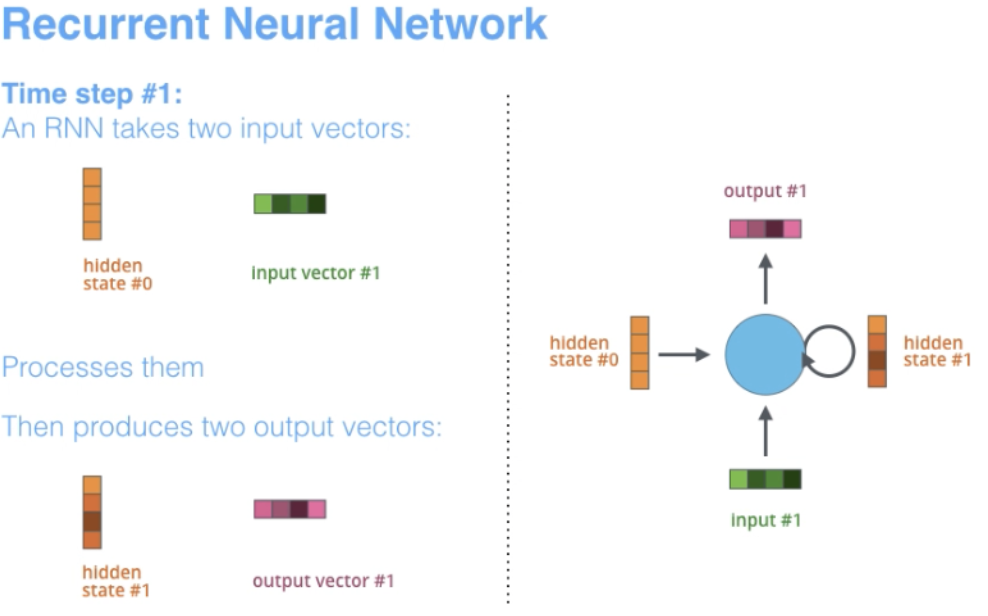 Recurrent Neural Network
Time step #1:
An RNN takes two input vectors:
hidden
state #0
input vector #1
Processes them
Then produces two output vectors:
hidden
state #1
output vector #1
output #1
hidden
state #0
hidden
state #1
input #1